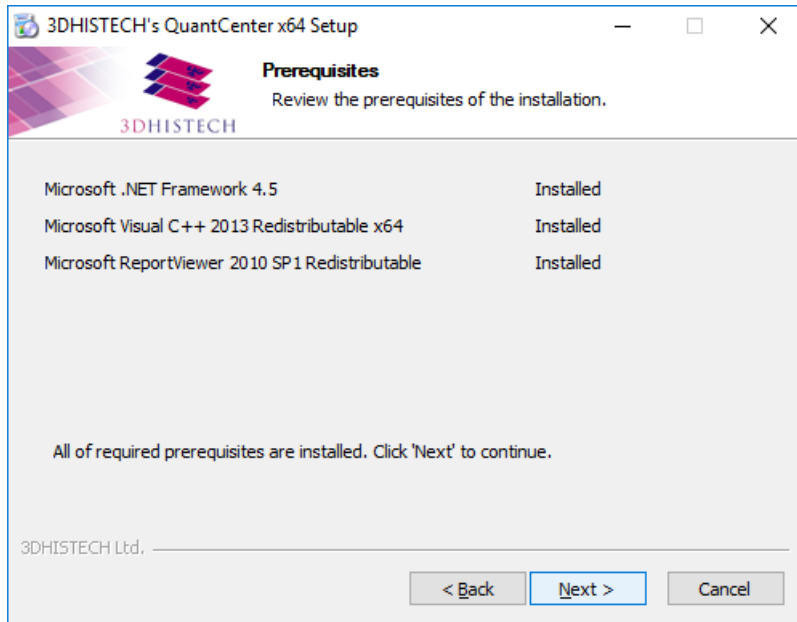 3DHISTECH's QuantCenter x64 Setup
Prerequisites
Review the prerequisites of the installation.
3DHISTECH
Microsoft .NET Framework 4.5 Installed
Microsoft Visual C++ 2013 Redistributable x64 Installed
Microsoft ReportViewer 2010 SP1 Redistributable Installed
All of required prerequisites are installed. Click 'Next' to continue.
3DHISTECH Ltd.
< Back Next > Cancel